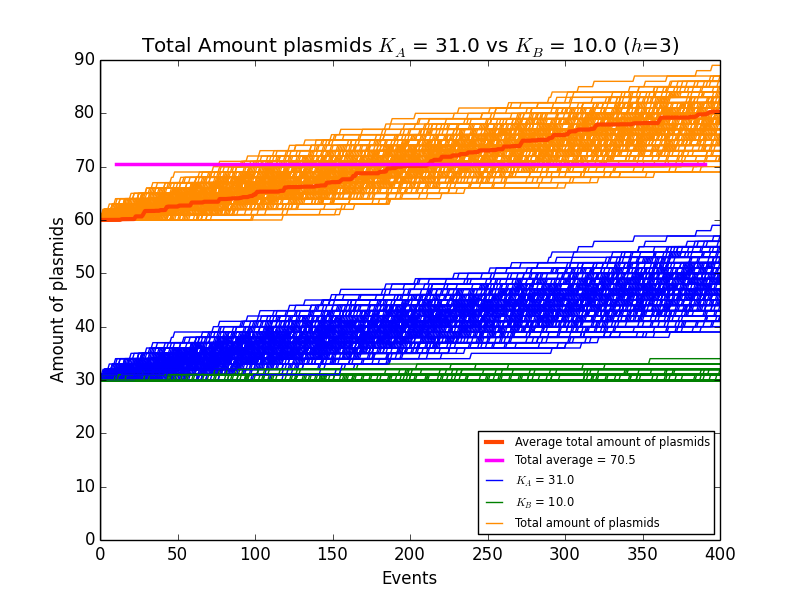 Total Amount plasmids K_A = 31.0 vs K_B = 10.0 (h=3)
90
80
70
60
50
40
30
20
10
0
Amount of plasmids
Average total amount of plasmids
Total average = 70.5
K_A = 31.0
K_B = 10.0
Total amount of plasmids
0 50 100 150 200 250 300 350 400
Events